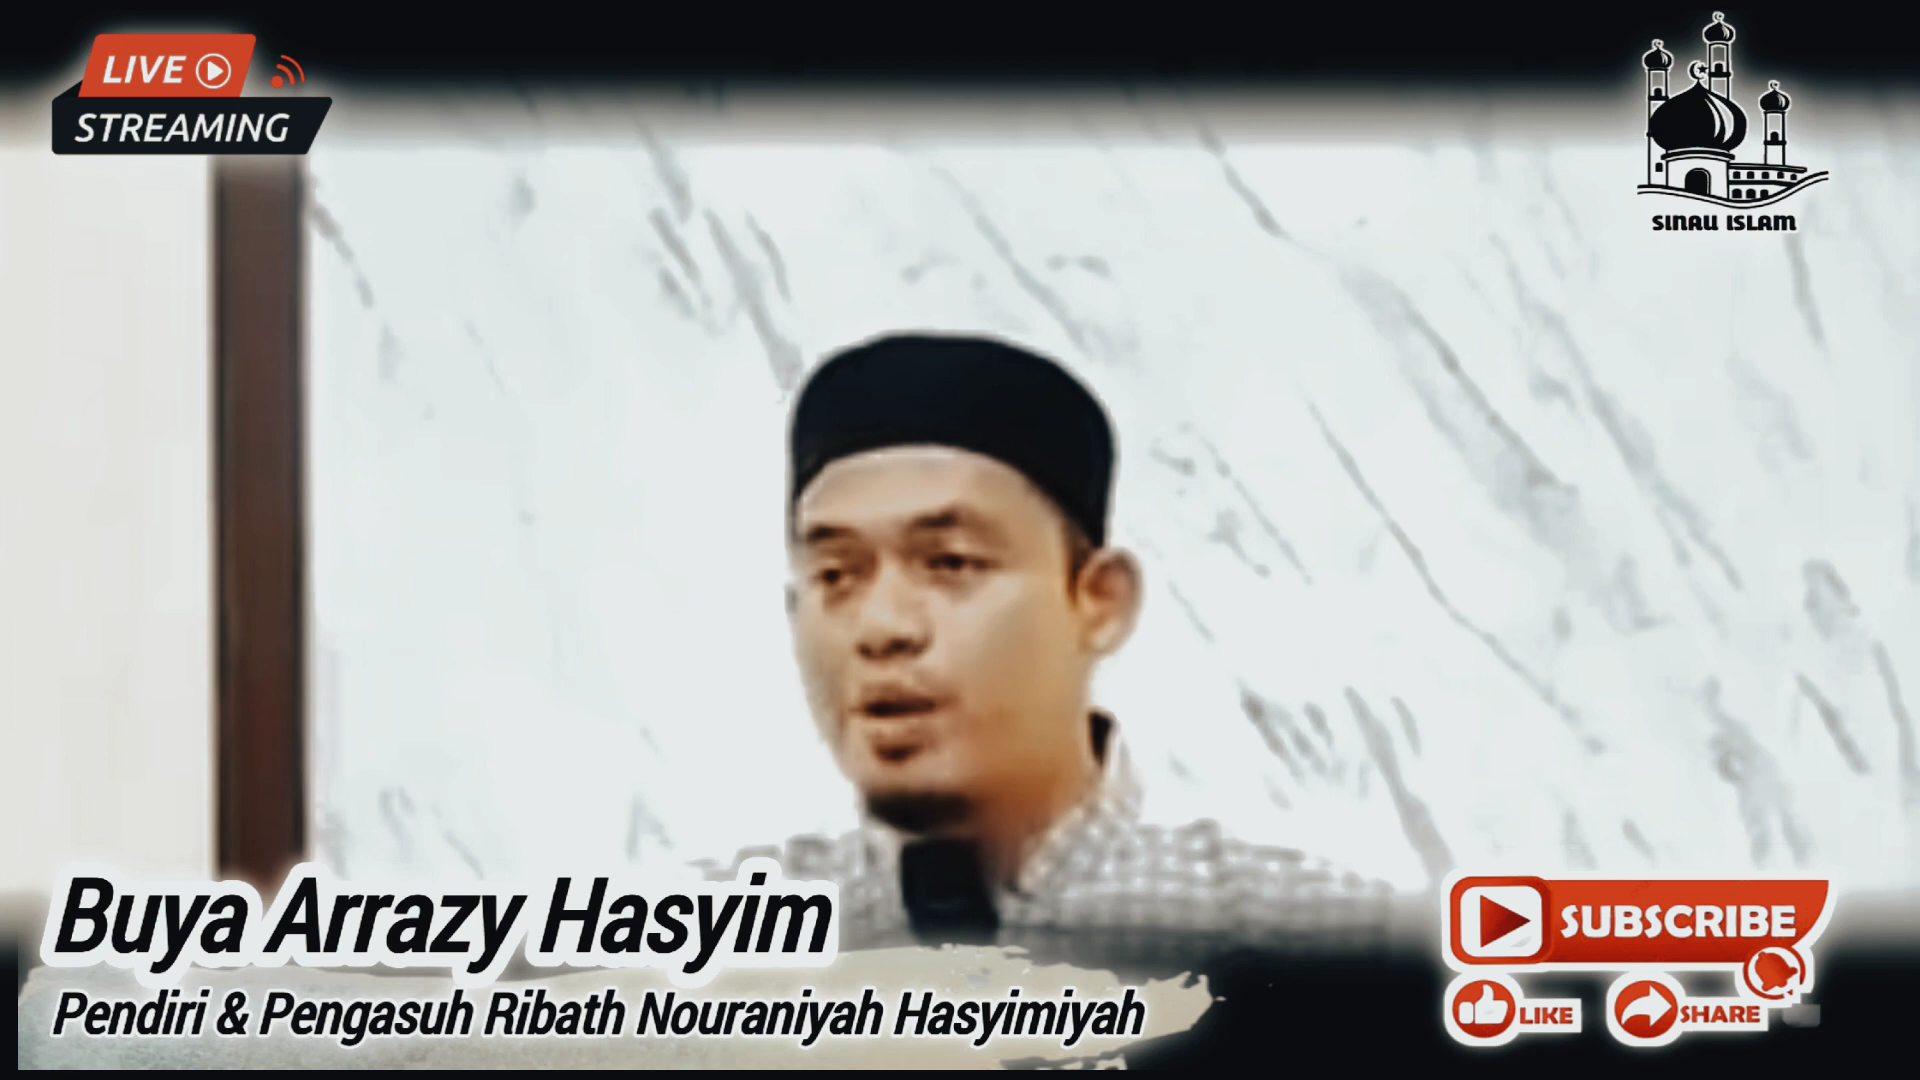 LIVE
STREAMING
SINAU ISLAM
Buya Arrazy Hasyim
Pendiri & Pengasuh Ribath Nouraniyah Hasyimiyah
SUBSCRIBE
LIKE
SHARE